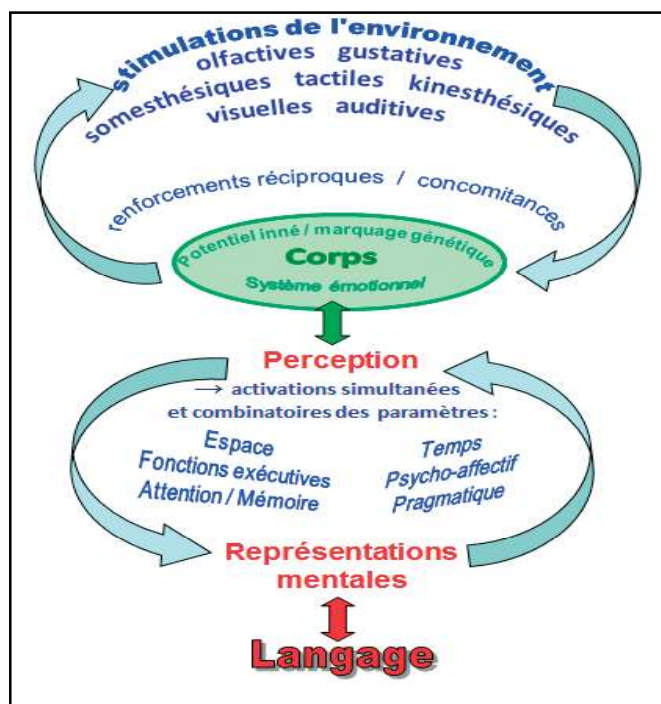 stimulations de l'environnement
olfactives gustatives
somesthésiques tactiles kinesthésiques
visuelles auditives
renforcements réciproques / concomitances
Potentiel inné / marquage génétique
Corps
Système émotionnel
Perception
→ activations simultanées
et combinatoires des paramètres :
Espace
Fonctions exécutives
Attention / Mémoire
Temps
Psycho-affectif
Pragmatique
Représentations
mentales
Langage